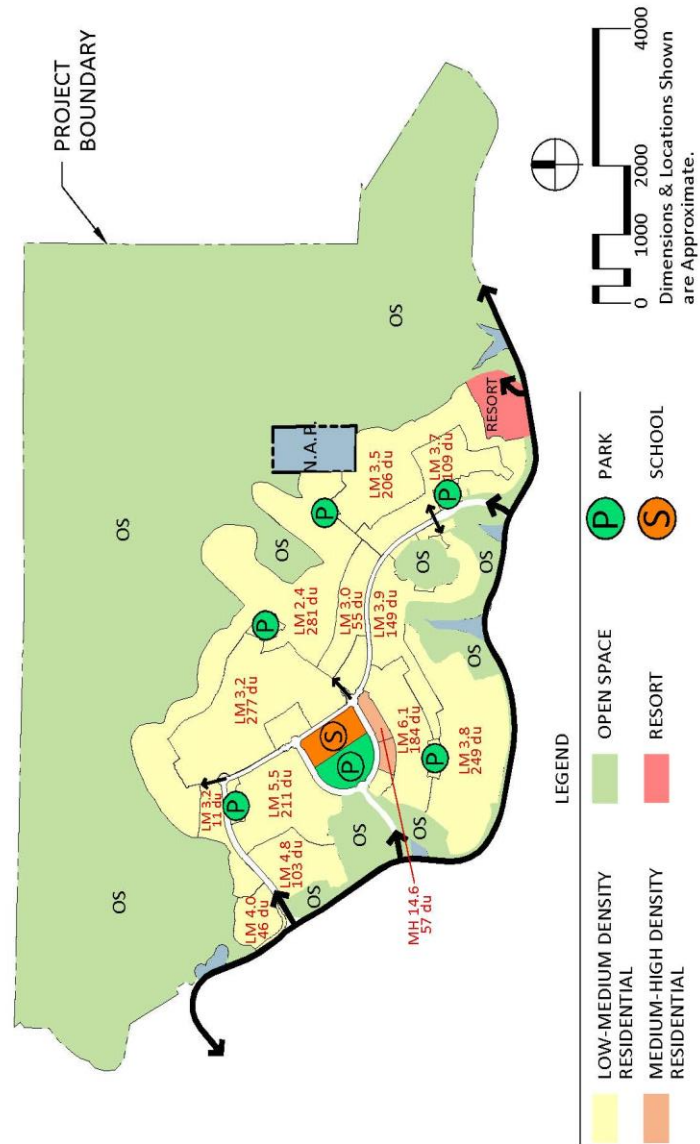 PROJECT
BOUNDARY
OS
OS
OS
OS
N.A.P.
LM 3.2
277 du
LM 2.4
281 du
LM 3.5
206 du
LM 3.7
109 du
RESORT
LM 3.0
55 du
LM 3.9
149 du
OS
OS
OS
P
P
P
P
P
P
S
LM 3.2
11 du
LM 5.5
211 du
LM 4.8
103 du
LM 4.0
46 du
OS
OS
OS
LM 6.1
184 du
LM 3.8
249 du
MH 14.6
57 du
0
1000
2000
4000
Dimensions & Locations Shown
are Approximate.
LEGEND
LOW-MEDIUM DENSITY
RESIDENTIAL
MEDIUM-HIGH DENSITY
RESIDENTIAL
OPEN SPACE
RESORT
P
PARK
S
SCHOOL